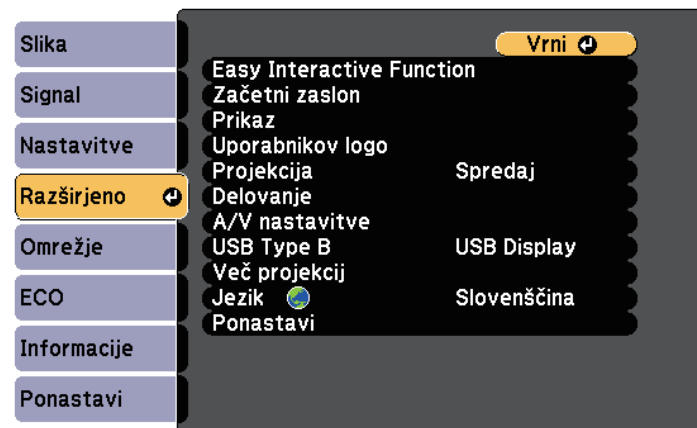 Slika
Signal
Nastavitve
Razširjeno
Omrežje
ECO
Informacije
Ponastavi
Vrni
Easy Interactive Function
Začetni zaslon
Prikaz
Uporabnikov logo
Projekcija Spredaj
Delovanje
A/V nastavitve
USB Type B USB Display
Več projekcij
Jezik Slovenščina
Ponastavi